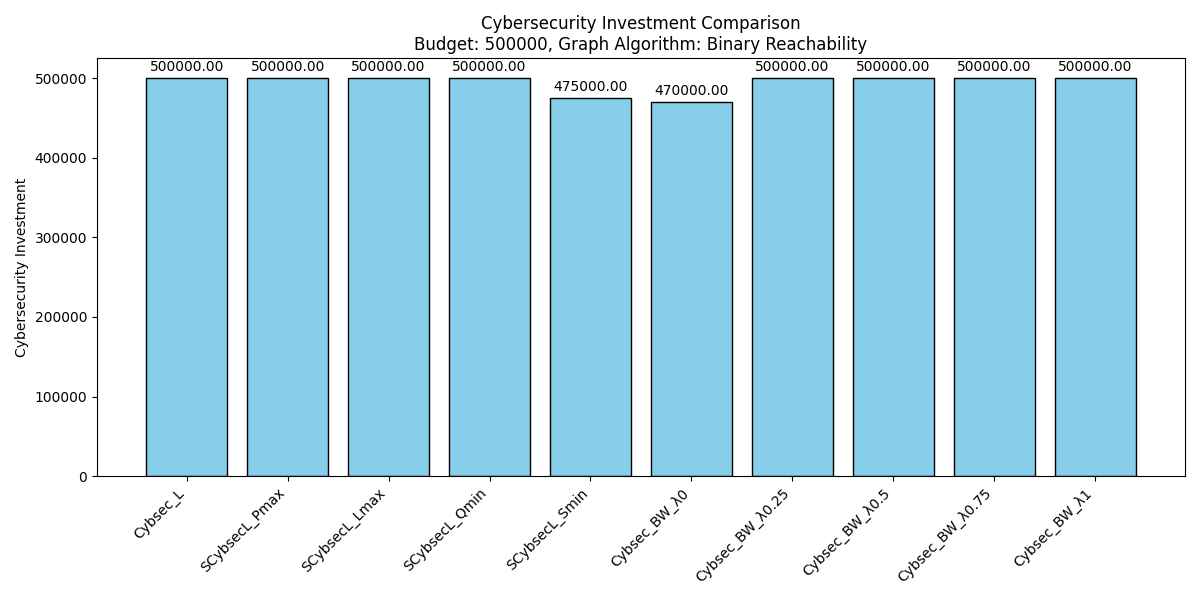 Cybersecurity Investment Comparison
Budget: 500000, Graph Algorithm: Binary Reachability
500000.00 500000.00 500000.00 500000.00 475000.00 470000.00 500000.00 500000.00 500000.00 500000.00
Cybersecurity Investment
500000
400000
300000
200000
100000
0
Cybsec_L
SCybsecL_Pmax
SCybsecL_Lmax
SCybsecL_Qmin
SCybsecL_Smin
Cybsec_BW_λ0
Cybsec_BW_λ0.25
Cybsec_BW_λ0.5
Cybsec_BW_λ0.75
Cybsec_BW_λ1